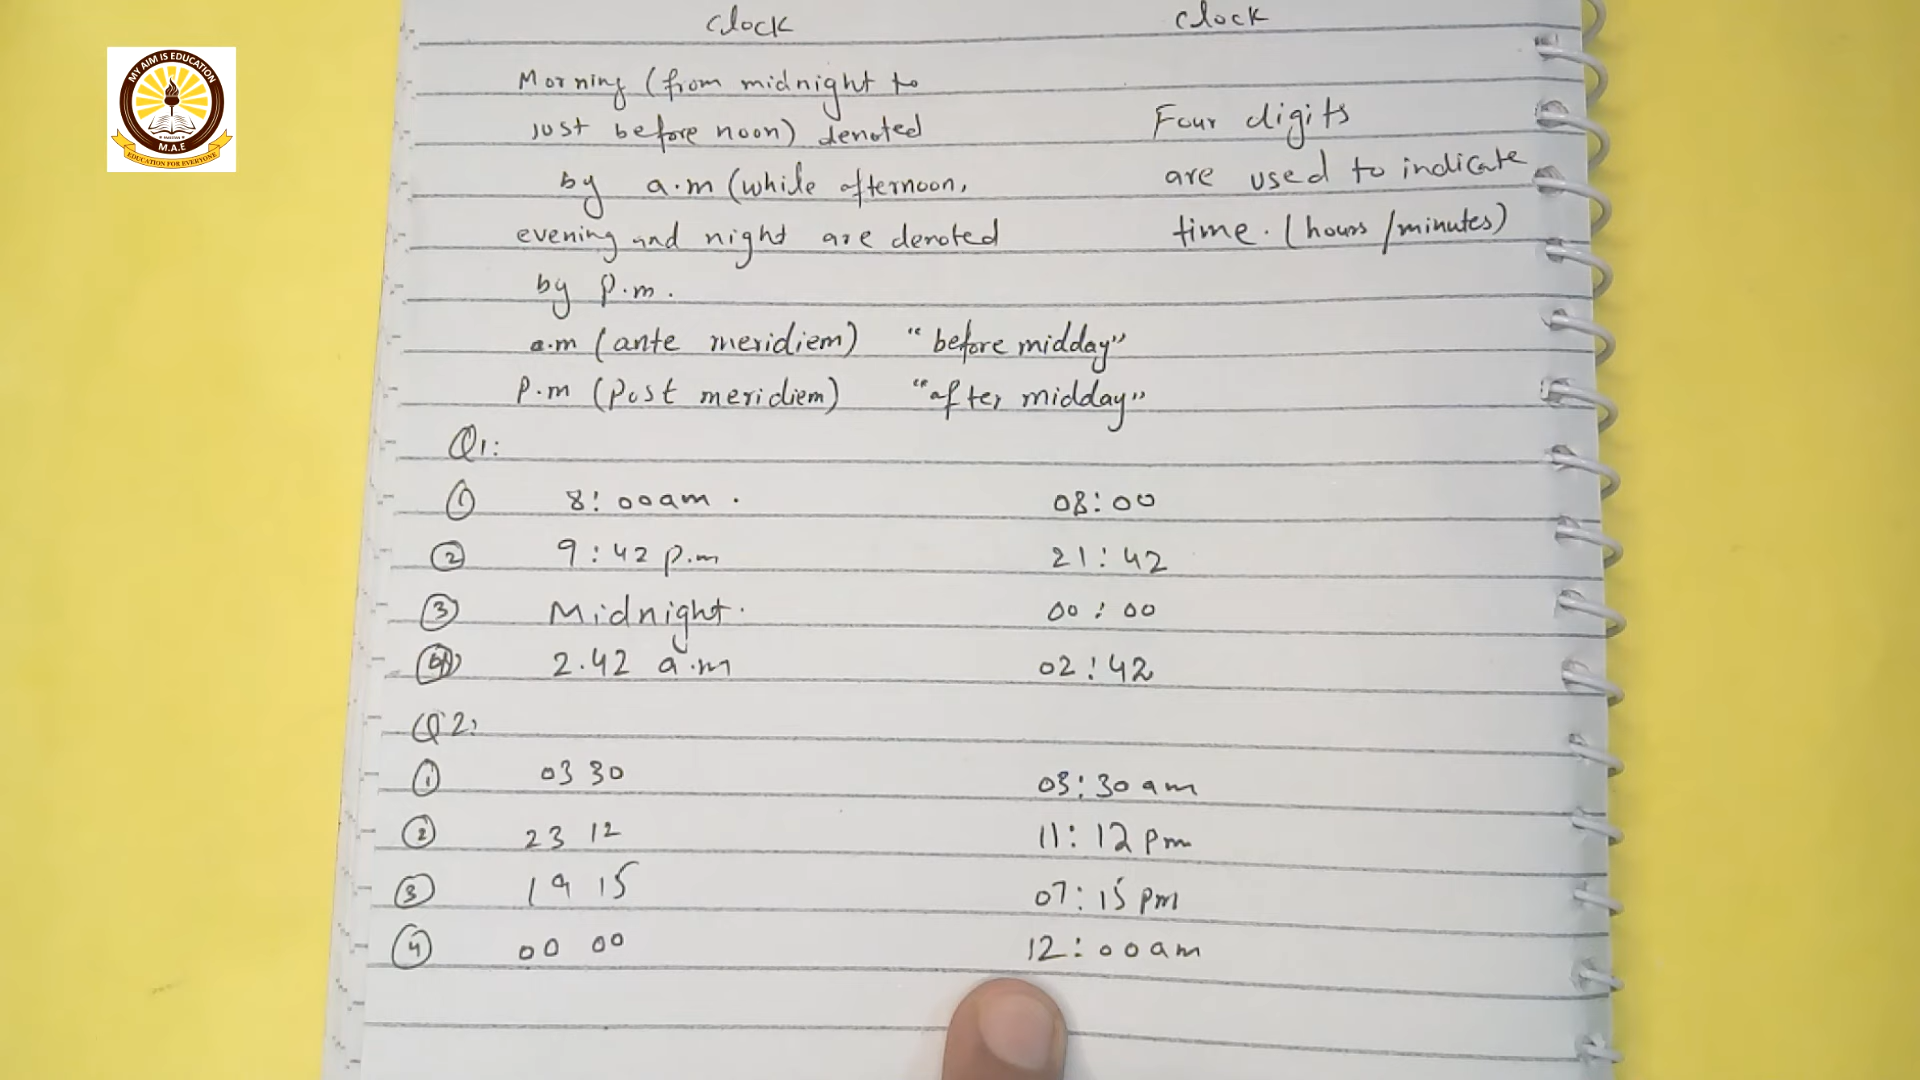 MY AIM IS EDUCATION
M.A.E
EDUCATION FOR EVERYONE
clock clock
Morning (from midnight to
just before noon) denoted
by a.m (while afternoon,
evening and night are denoted
by p.m.
Four digits
are used to indicate
time. (hours/minutes)
a.m (ante meridiem) "before midday"
P.m (Post meridiem) "after midday"
Q1:
1 8:00am. 08:00
2 9:42 p.m 21:42
3 Midnight. 00:00
4 2.42 a.m 02:42
Q2:
1 03 30 03:30 am
2 23 12 11:12 pm
3 19 15 07:15 pm
4 00 00 12:00am